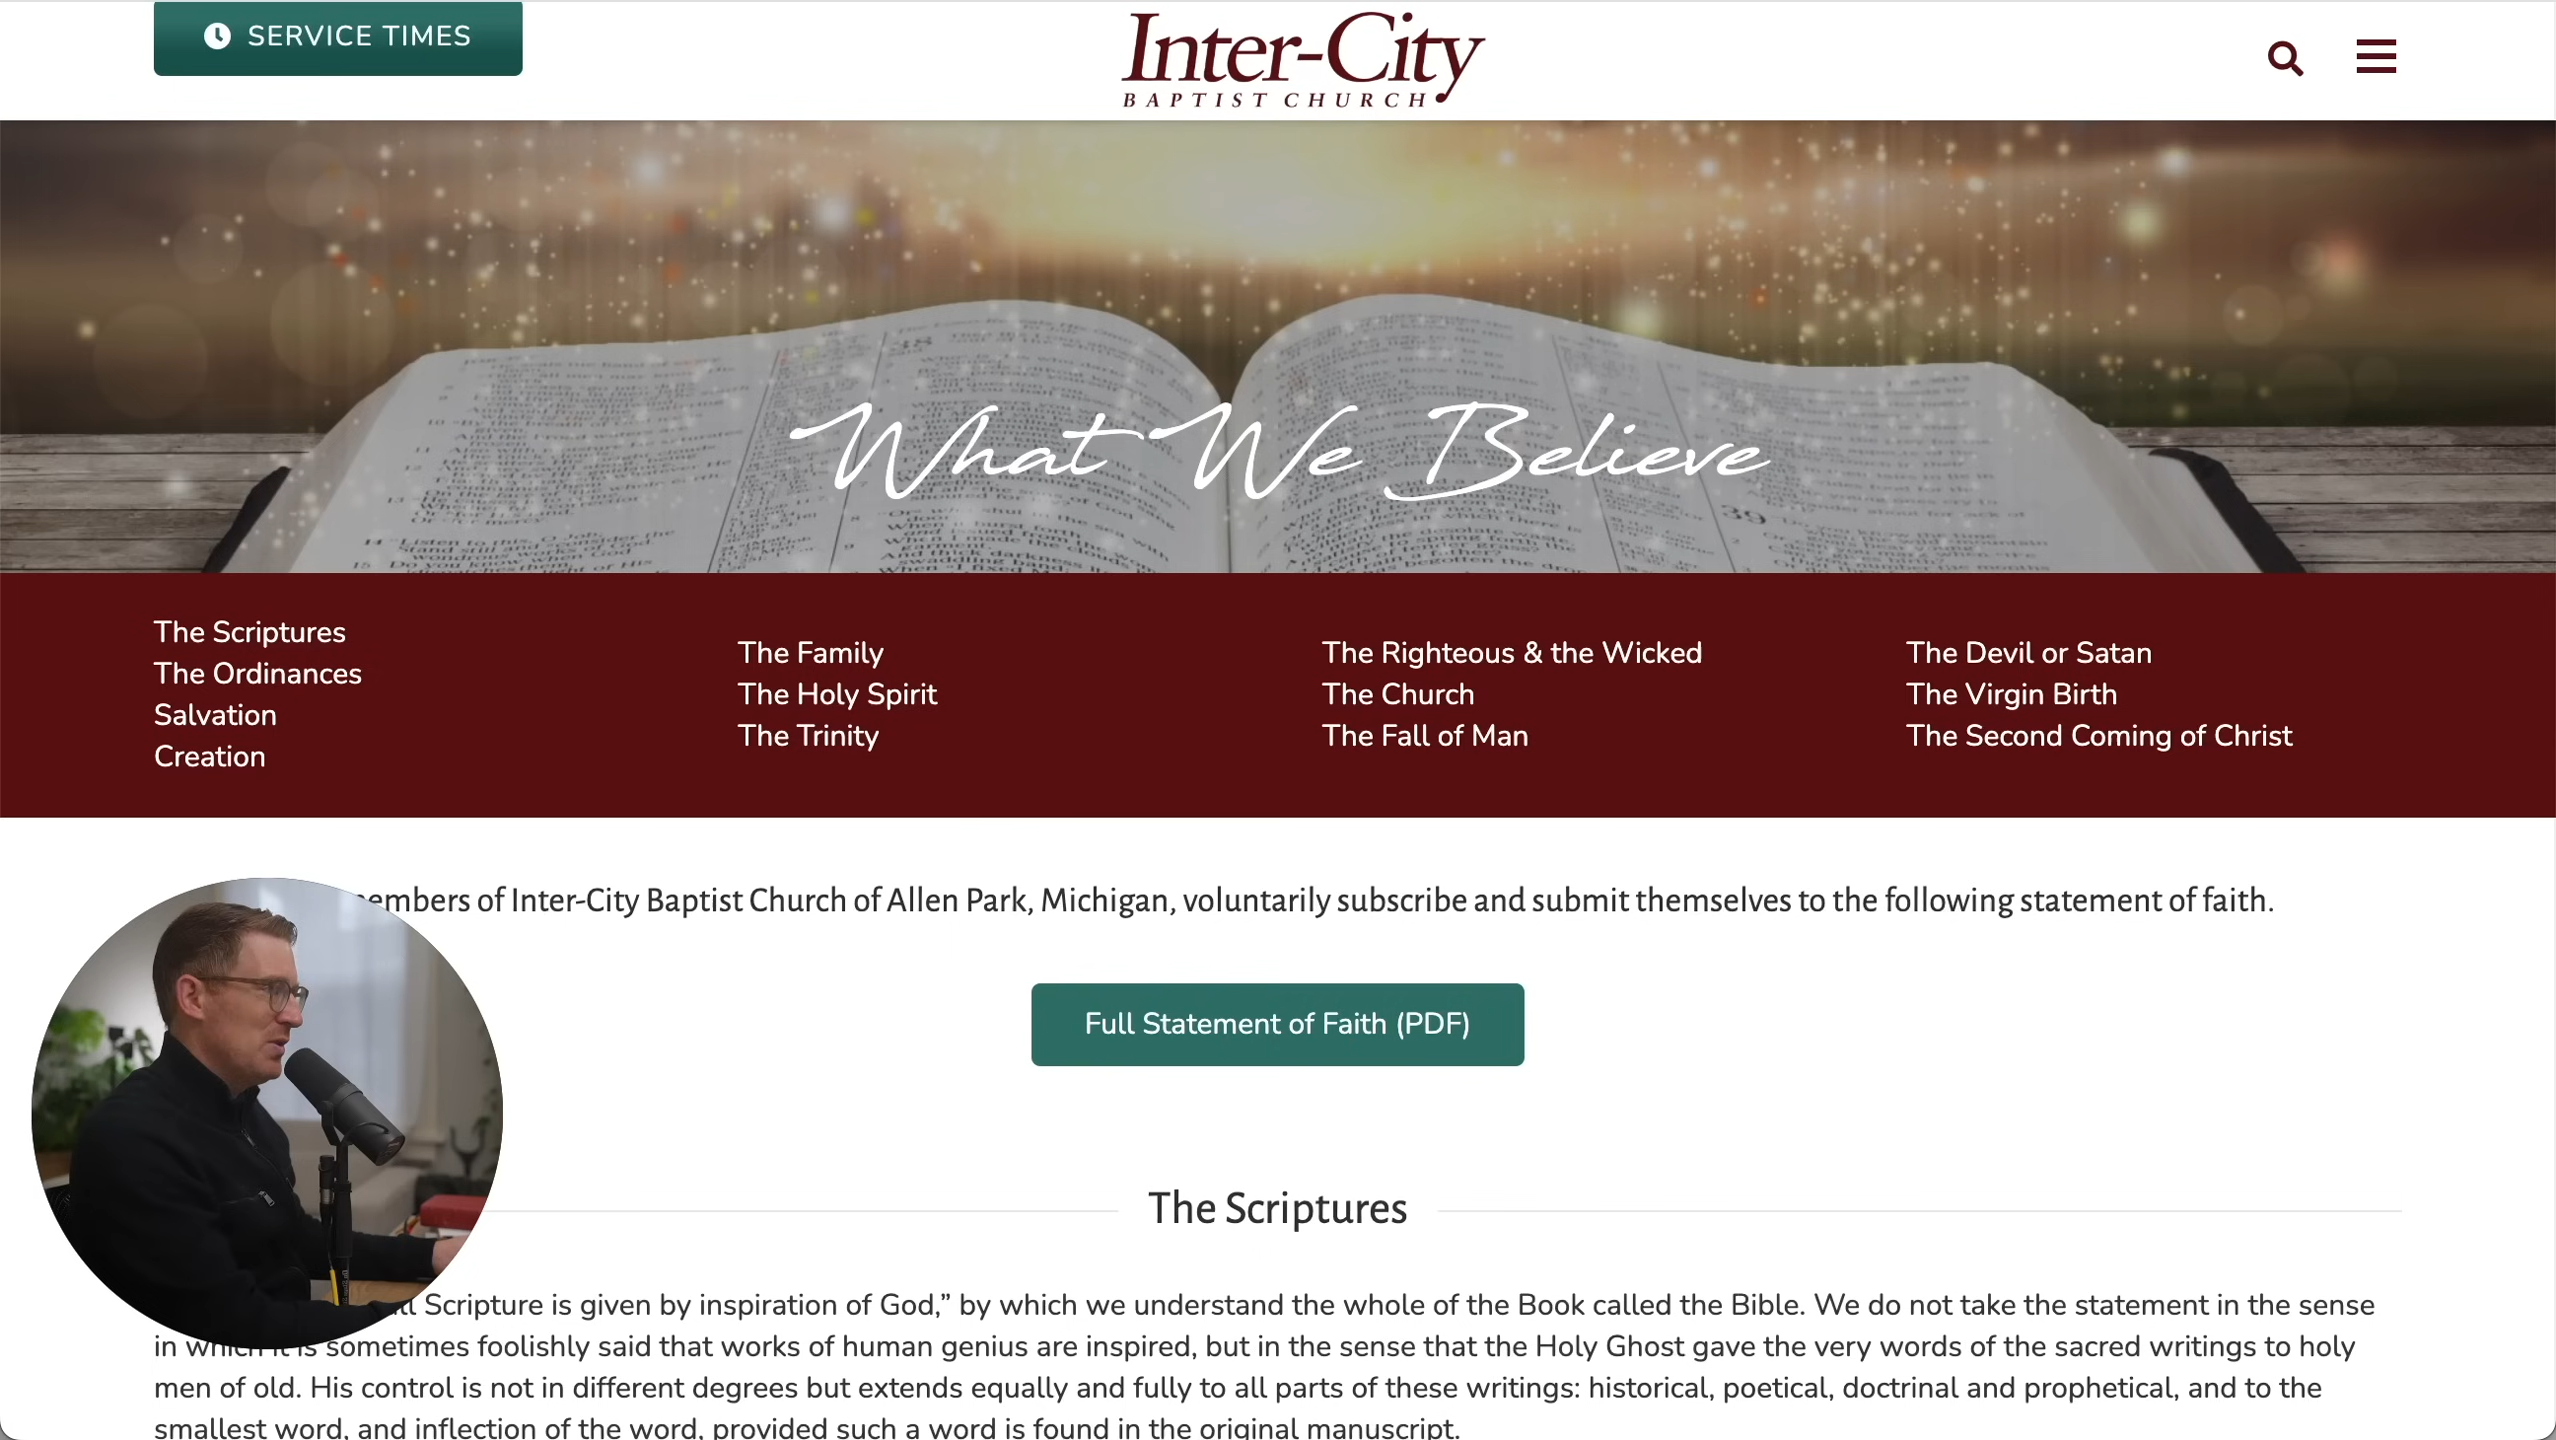 SERVICE TIMES
Inter-City
BAPTIST CHURCH
What We Believe
The Scriptures
The Ordinances
Salvation
Creation
The Family
The Holy Spirit
The Trinity
The Righteous & the Wicked
The Church
The Fall of Man
The Devil or Satan
The Virgin Birth
The Second Coming of Christ
members of Inter-City Baptist Church of Allen Park, Michigan, voluntarily subscribe and submit themselves to the following statement of faith.
Full Statement of Faith (PDF)
The Scriptures
Scripture is given by inspiration of God,” by which we understand the whole of the Book called the Bible. We do not take the statement in the sense
in which it is sometimes foolishly said that works of human genius are inspired, but in the sense that the Holy Ghost gave the very words of the sacred writings to holy
men of old. His control is not in different degrees but extends equally and fully to all parts of these writings: historical, poetical, doctrinal and prophetical, and to the
smallest word, and inflection of the word, provided such a word is found in the original manuscript.